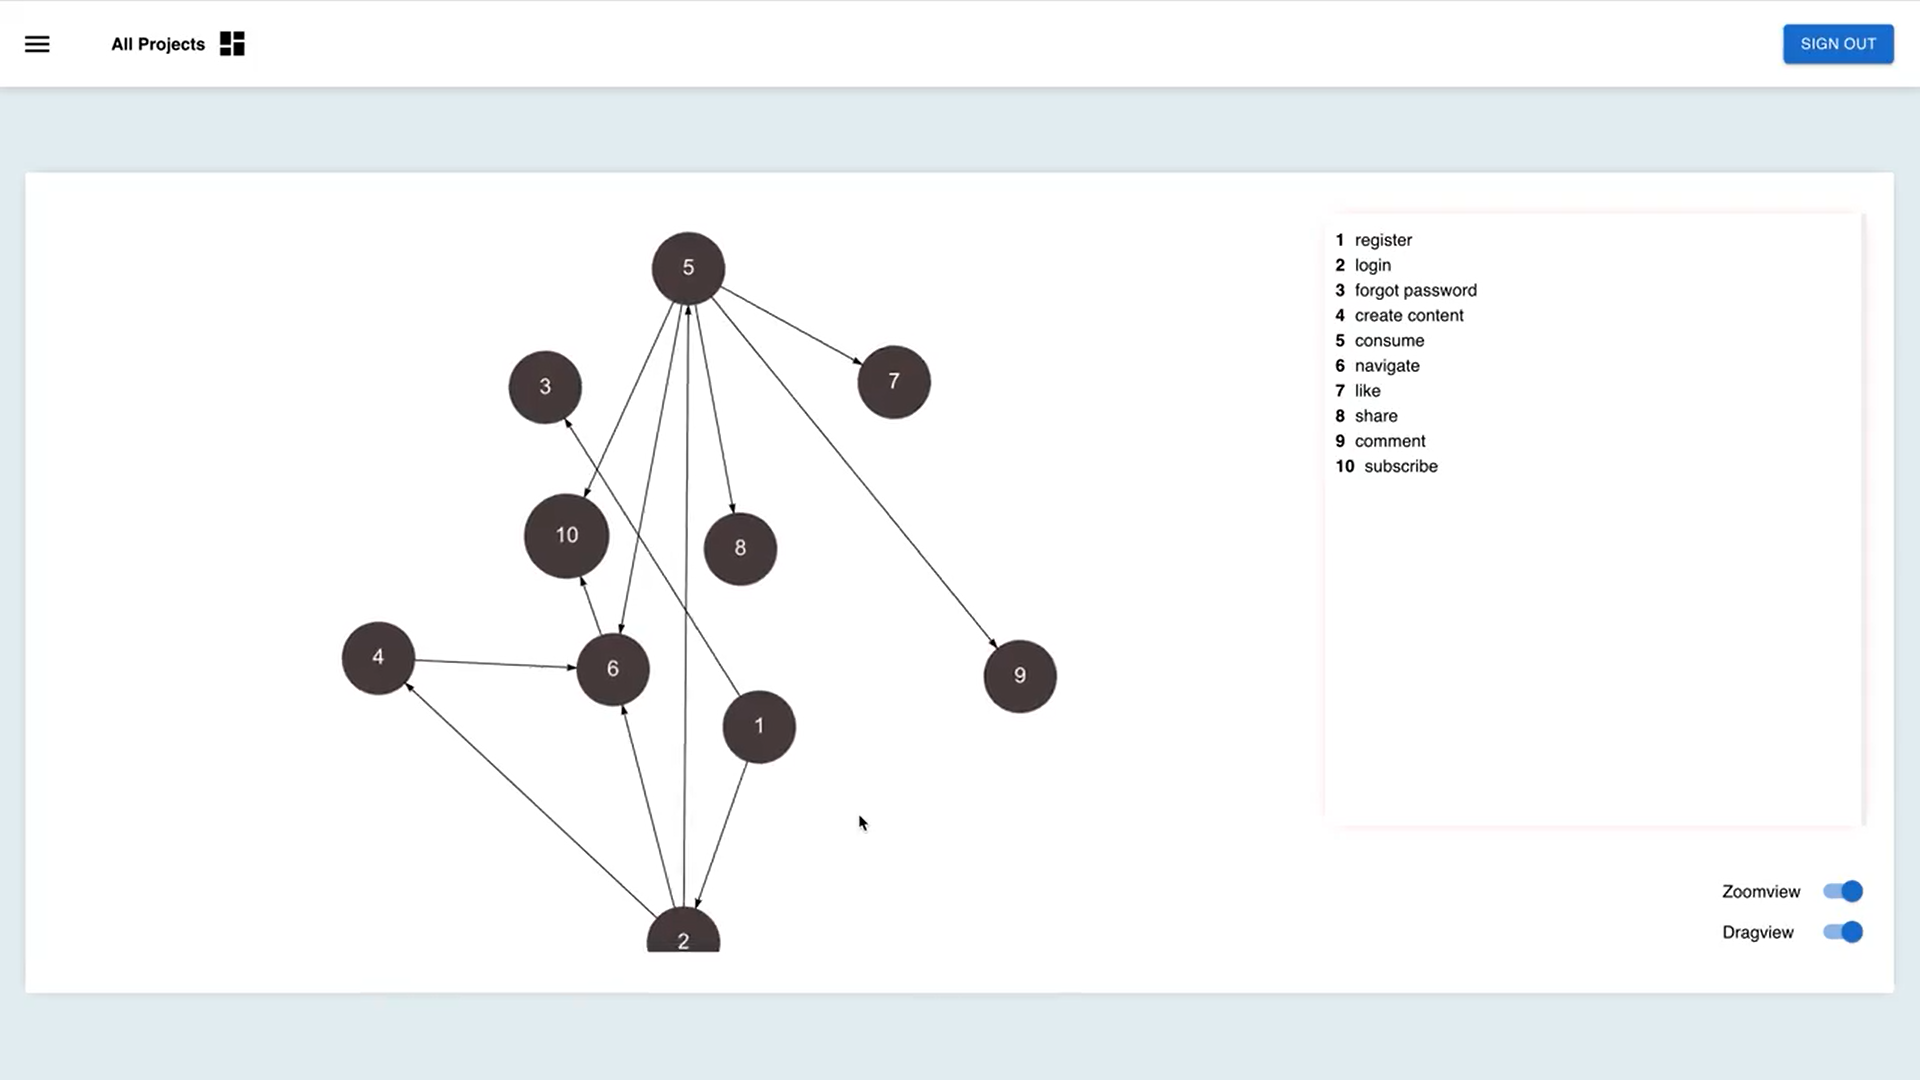 All Projects
SIGN OUT
5
3
7
10
8
4
6
9
1
2
1 register
2 login
3 forgot password
4 create content
5 consume
6 navigate
7 like
8 share
9 comment
10 subscribe
Zoomview
Dragview